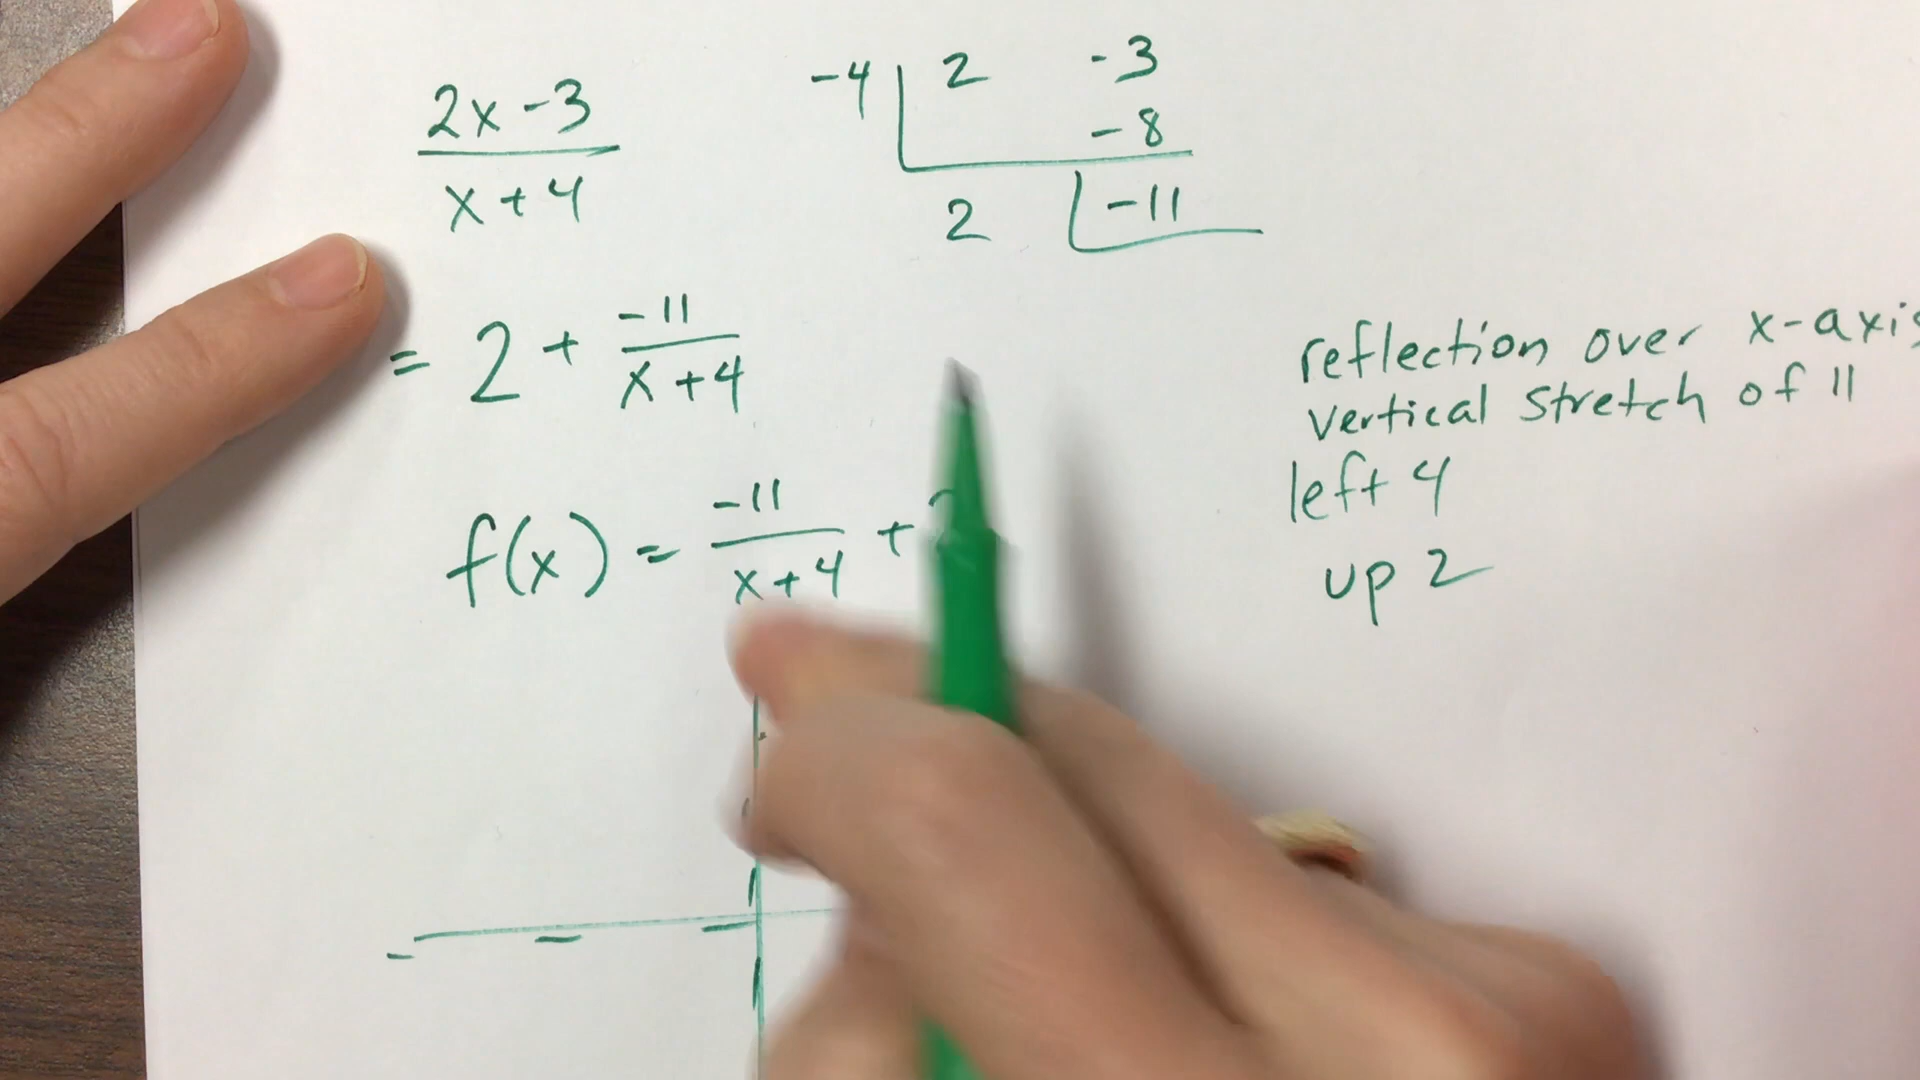 2x - 3
x + 4
-4 2 -3
-8
2 -11
= 2 + -11
x + 4
f(x) = -11
x + 4 +
reflection over x-axis
vertical stretch of 11
left 4
up 2